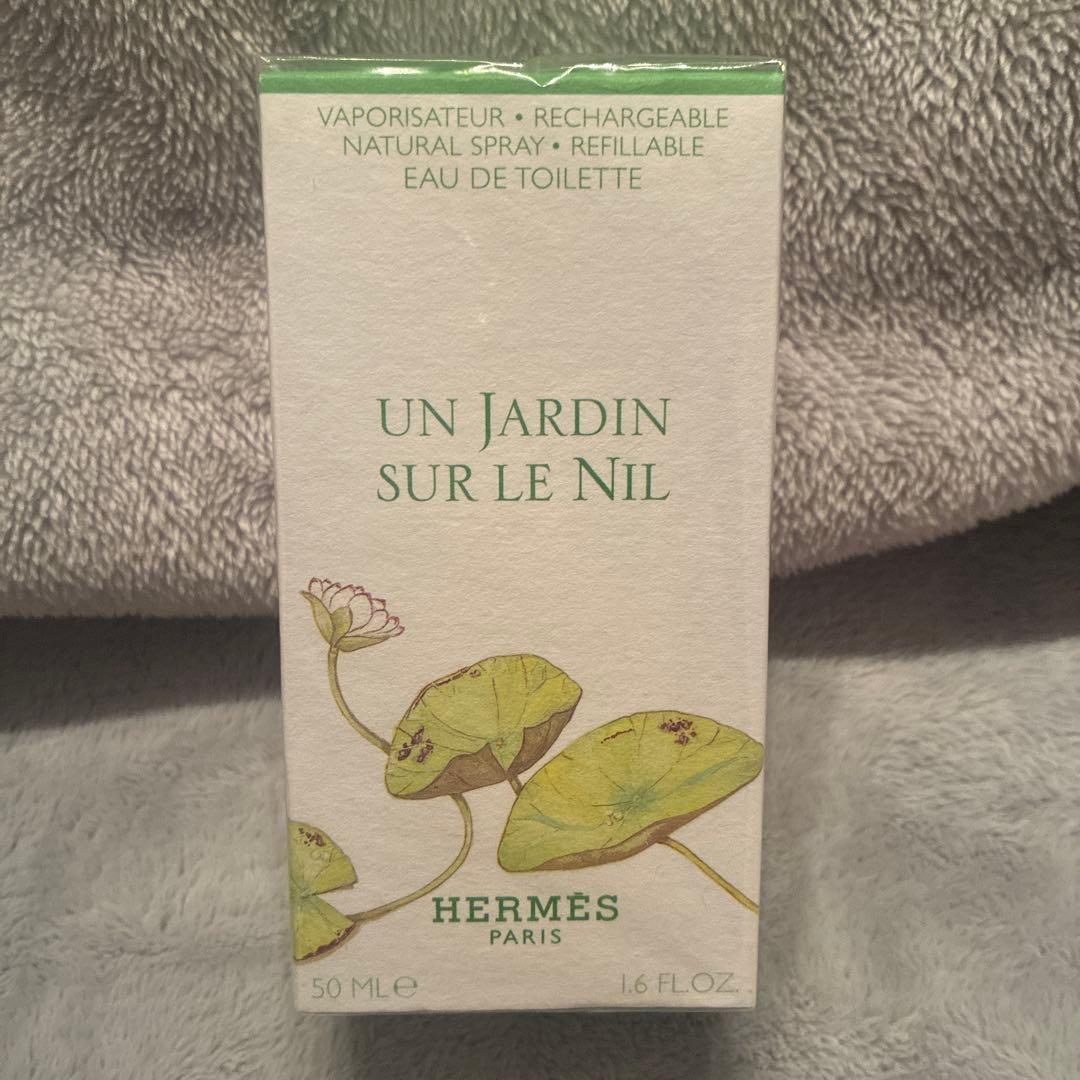 VAPORISATEUR • RECHARGEABLE
NATURAL SPRAY • REFILLABLE
EAU DE TOILETTE
UN JARDIN
SUR LE NIL
HERMÈS
PARIS
50 ML℮
1.6 FL.OZ.